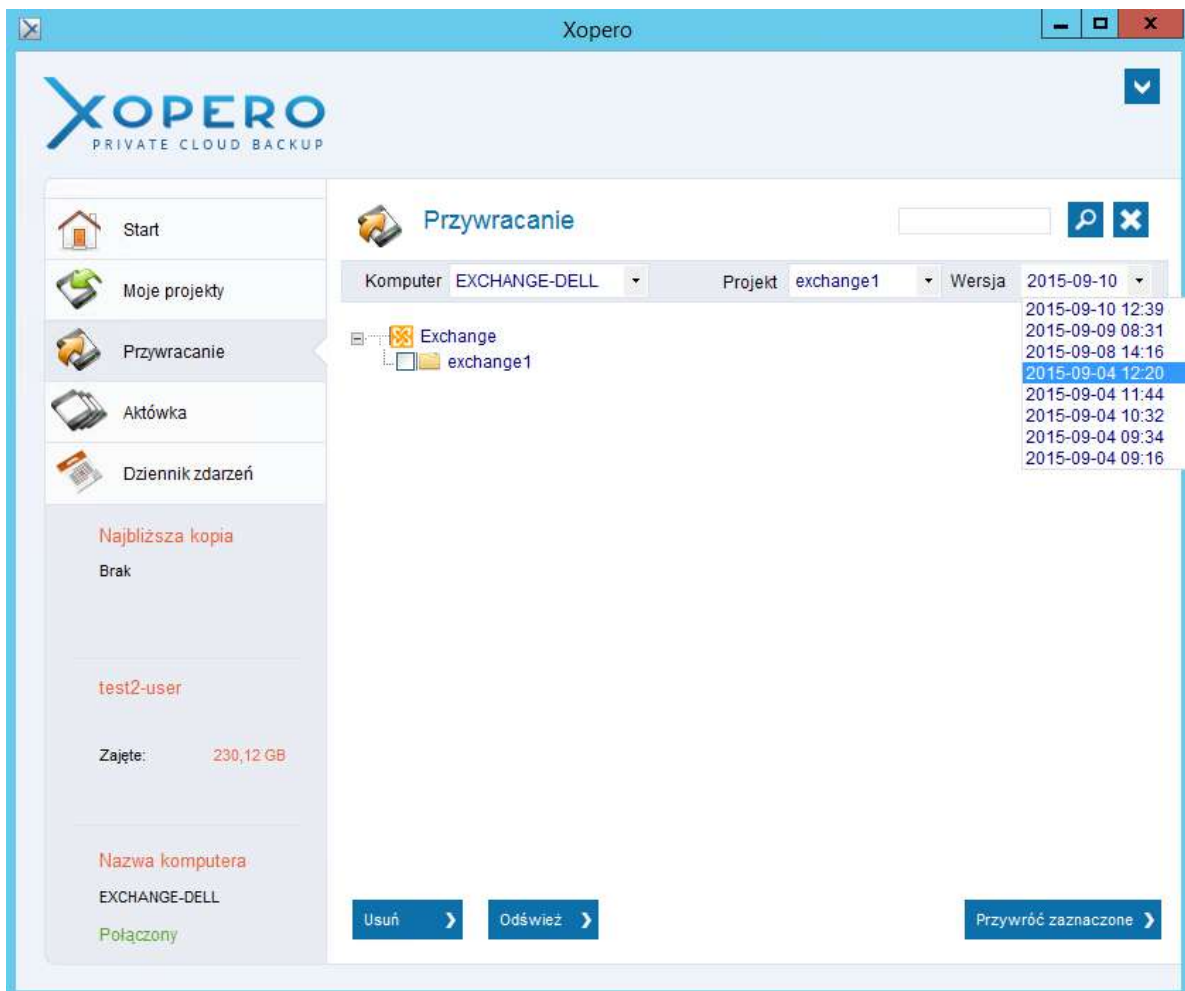 Xopero
XOPERO
PRIVATE CLOUD BACKUP
Start
Moje projekty
Przywracanie
Aktówka
Dziennik zdarzeń
Najbliższa kopia
Brak
test2-user
Zajęte: 230,12 GB
Nazwa komputera
EXCHANGE-DELL
Połączony
Przywracanie
Komputer EXCHANGE-DELL Projekt exchange1 Wersja 2015-09-10
2015-09-10 12:39
2015-09-09 08:31
2015-09-08 14:16
2015-09-04 12:20
2015-09-04 11:44
2015-09-04 10:32
2015-09-04 09:34
2015-09-04 09:16
Exchange
exchange1
Usuń Odśwież Przywróć zaznaczone